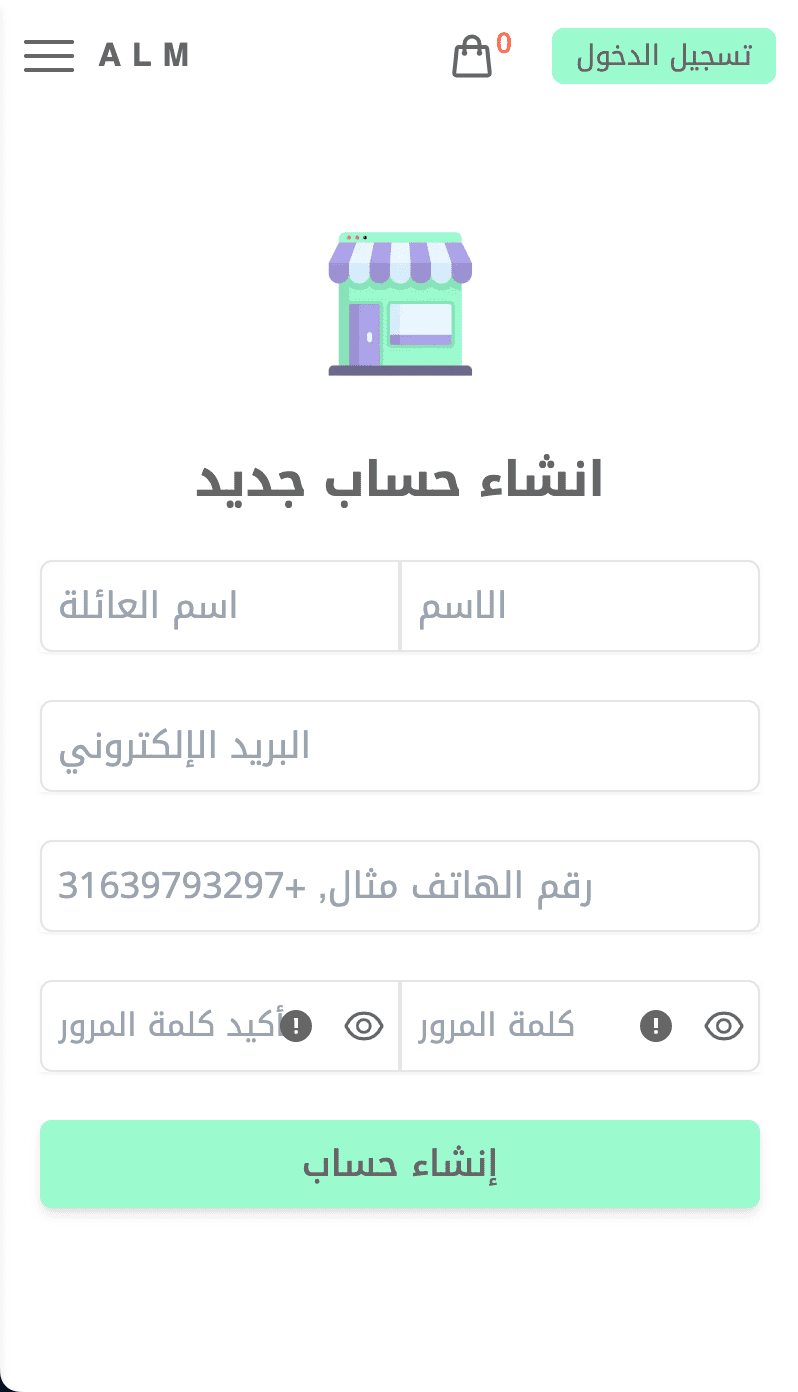 A L M
0
تسجيل الدخول
انشاء حساب جديد
الاسم
اسم العائلة
البريد الإلكتروني
رقم الهاتف مثال, +31639793297
كلمة المرور
أكيد كلمة المرور
إنشاء حساب